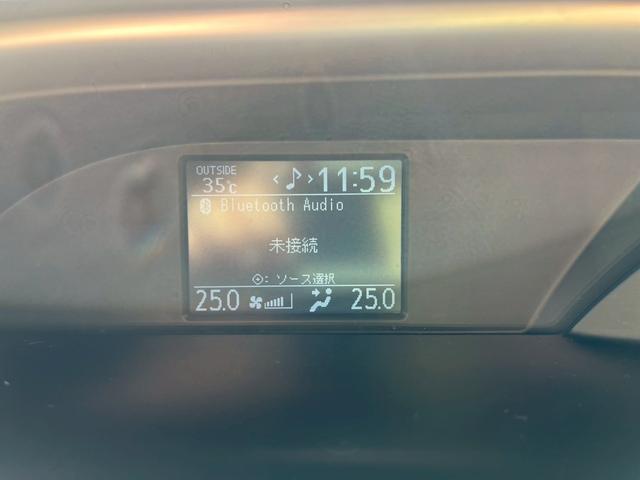 OUTSIDE
35℃ <♪> 11:59
Bluetooth Audio
未接続
⊙: ソース選択
25.0 25.0